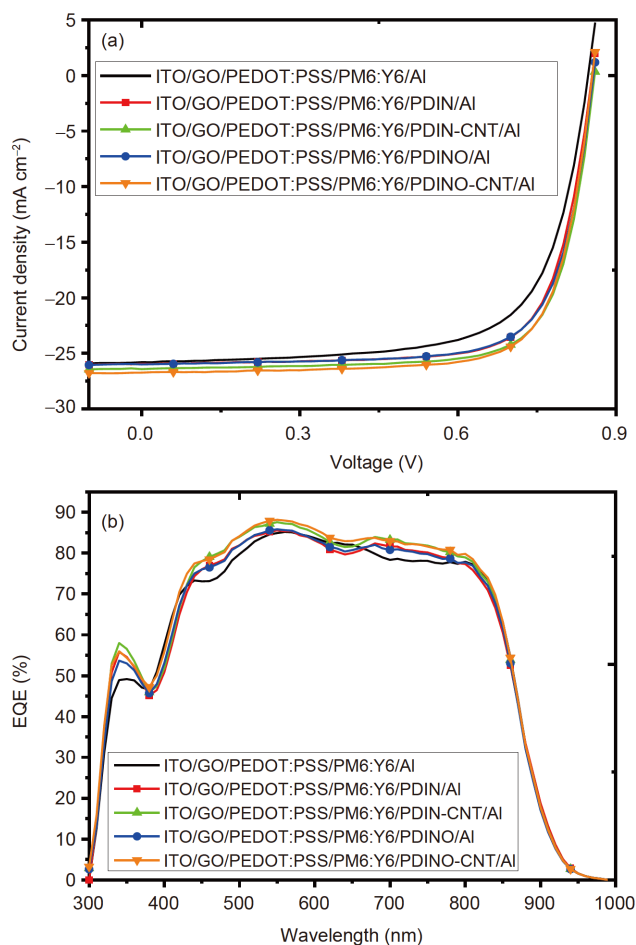 5
0
−5
−10
−15
−20
−25
−30
Current density (mA cm−2)
(a)
ITO/GO/PEDOT:PSS/PM6:Y6/Al
ITO/GO/PEDOT:PSS/PM6:Y6/PDIN/Al
ITO/GO/PEDOT:PSS/PM6:Y6/PDIN-CNT/Al
ITO/GO/PEDOT:PSS/PM6:Y6/PDINO/Al
ITO/GO/PEDOT:PSS/PM6:Y6/PDINO-CNT/Al
0.0 0.3 0.6 0.9
Voltage (V)
(b)
90
80
70
60
50
40
30
20
10
0
EQE (%)
ITO/GO/PEDOT:PSS/PM6:Y6/Al
ITO/GO/PEDOT:PSS/PM6:Y6/PDIN/Al
ITO/GO/PEDOT:PSS/PM6:Y6/PDIN-CNT/Al
ITO/GO/PEDOT:PSS/PM6:Y6/PDINO/Al
ITO/GO/PEDOT:PSS/PM6:Y6/PDINO-CNT/Al
300 400 500 600 700 800 900 1000
Wavelength (nm)